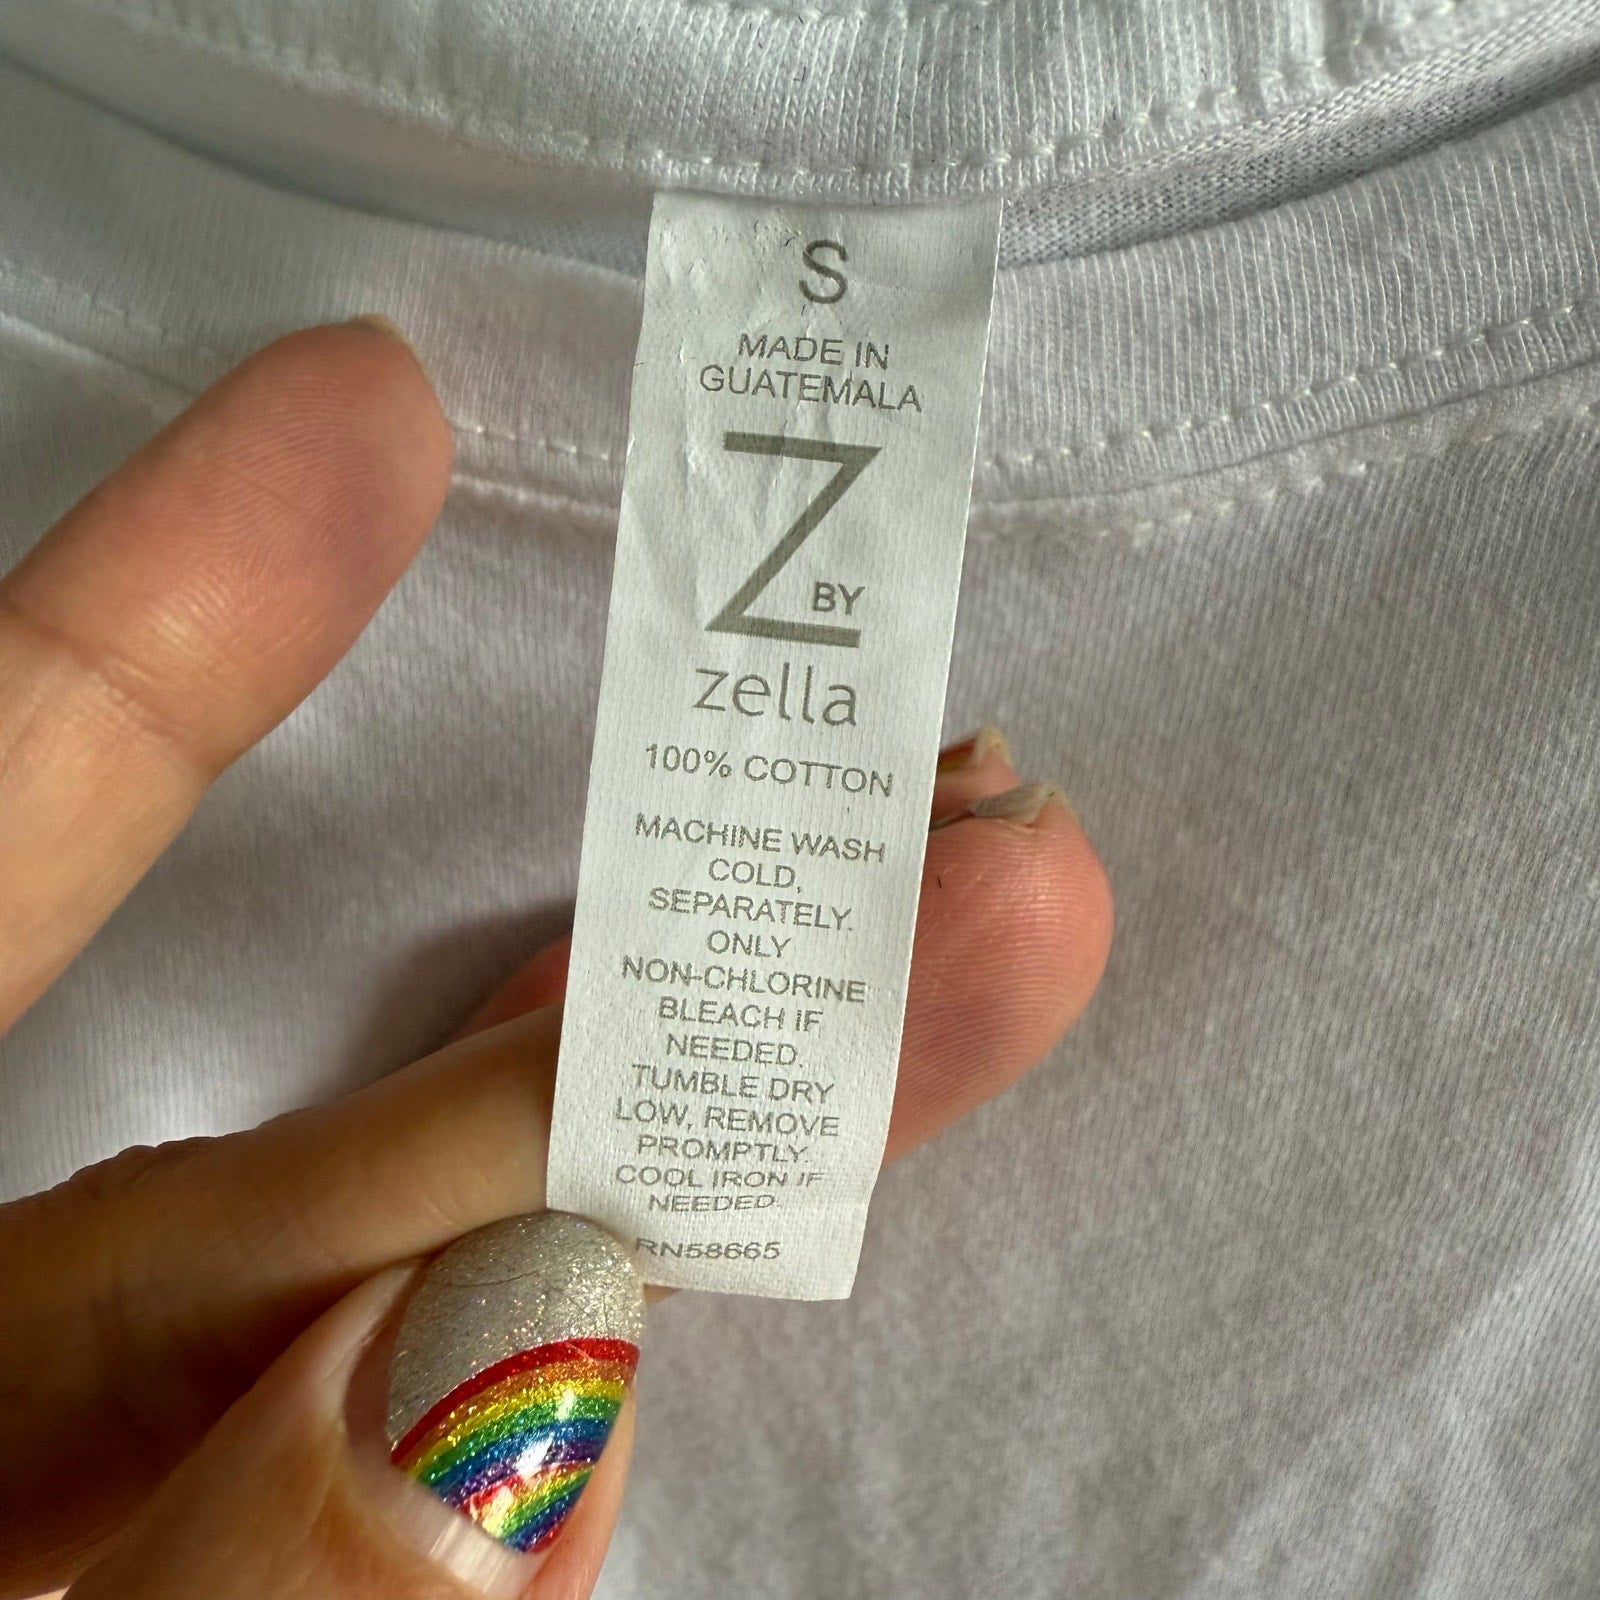 S
MADE IN
GUATEMALA
Z BY
zella
100% COTTON
MACHINE WASH
COLD,
SEPARATELY.
ONLY
NON-CHLORINE
BLEACH IF
NEEDED.
TUMBLE DRY
LOW, REMOVE
PROMPTLY.
COOL IRON IF
NEEDED.
RN58665